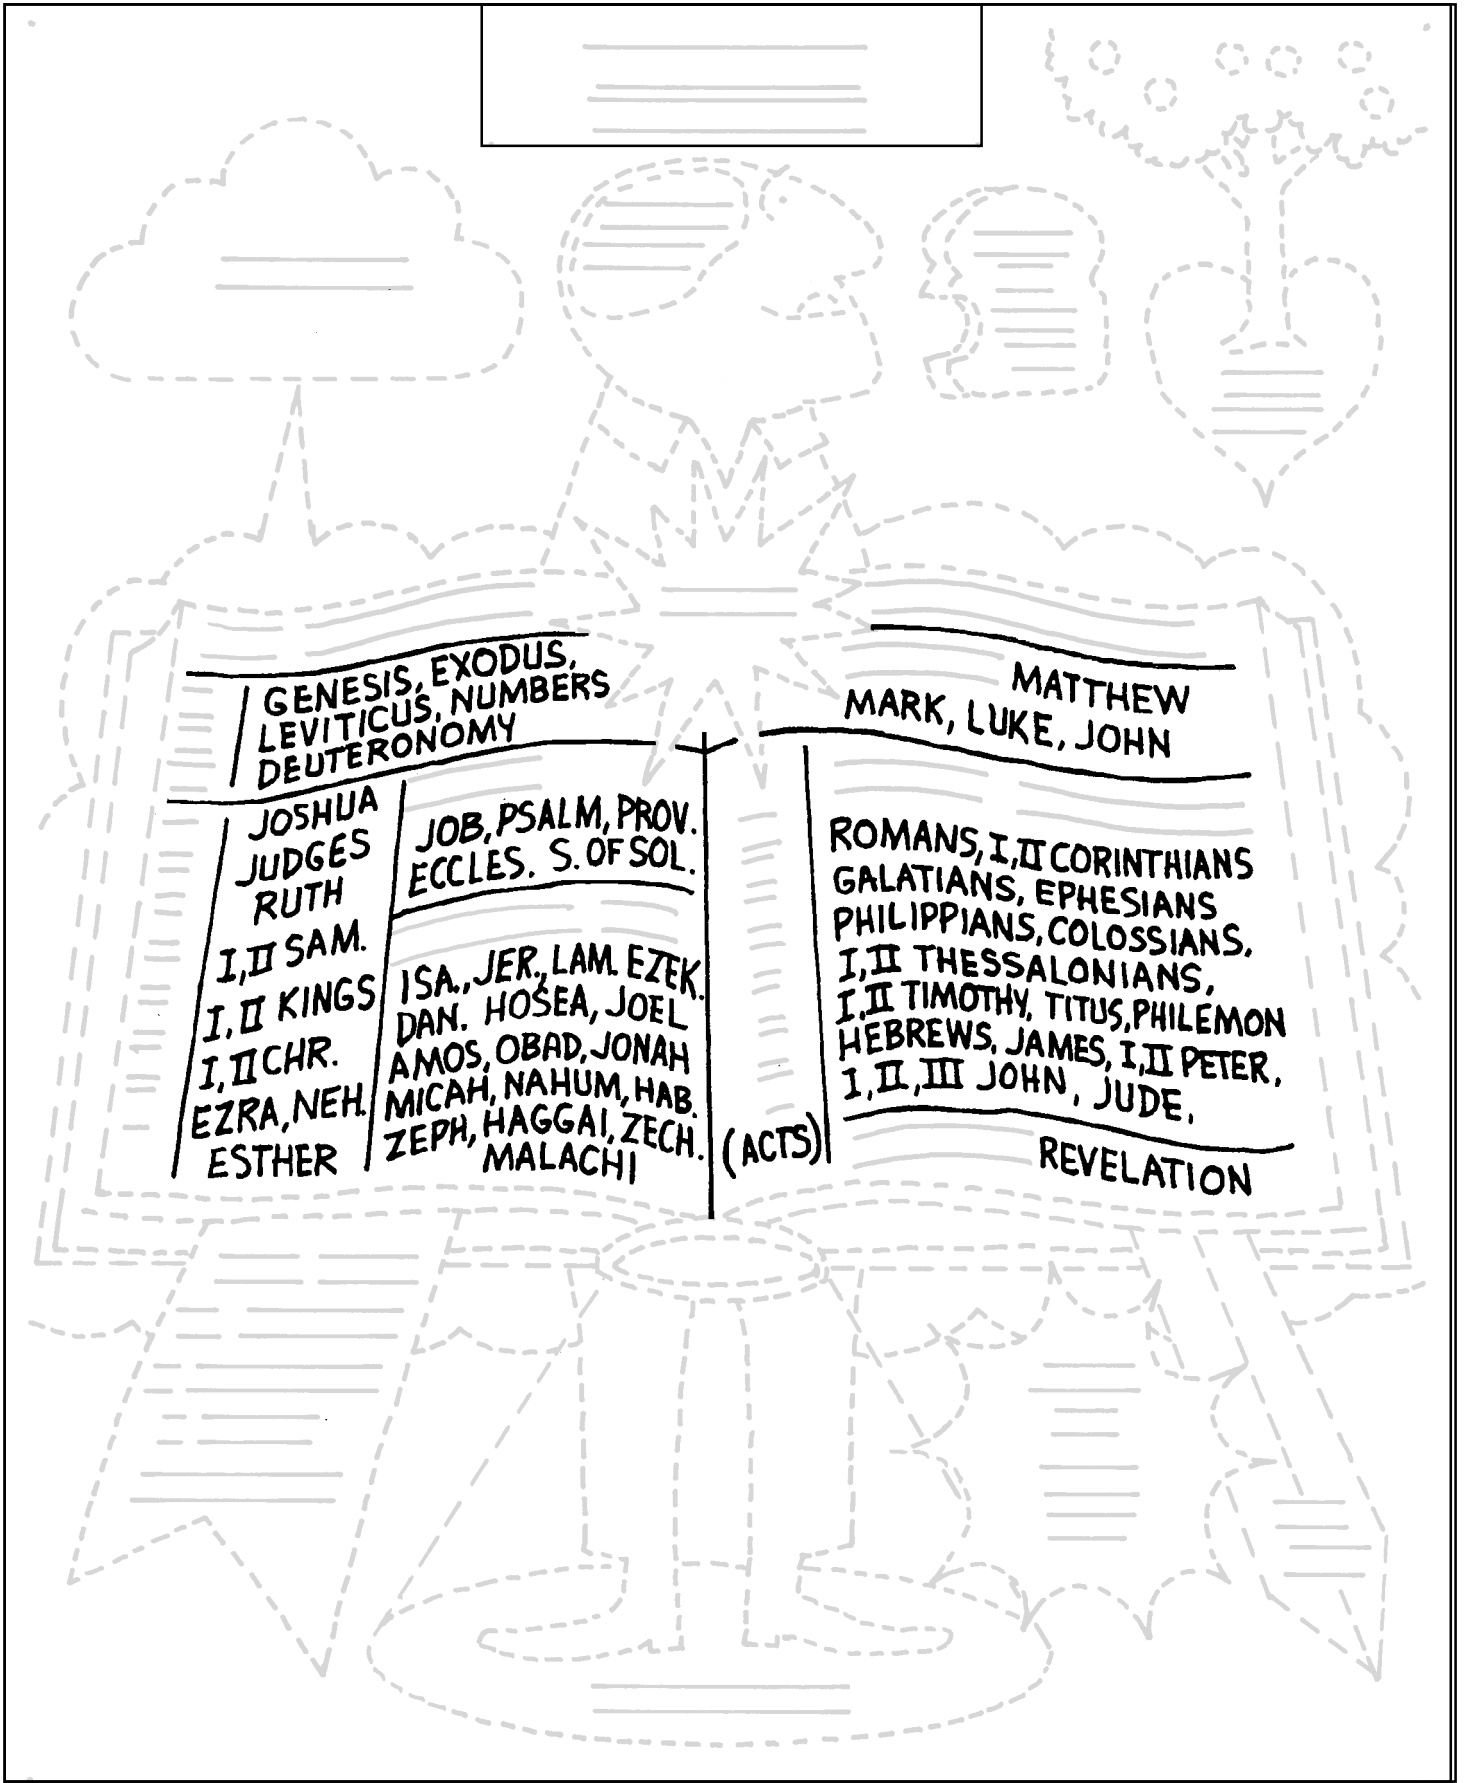 GENESIS, EXODUS,
LEVITICUS, NUMBERS
DEUTERONOMY
JOSHUA
JUDGES
RUTH
I, II SAM.
I, II KINGS
I, II CHR.
EZRA, NEH.
ESTHER
JOB, PSALM, PROV.
ECCLES. S. OF SOL.
ISA., JER., LAM. EZEK.
DAN. HOSEA, JOEL
AMOS, OBAD, JONAH
MICAH, NAHUM, HAB.
ZEPH, HAGGAI, ZECH.
MALACHI
(ACTS)
MATTHEW
MARK, LUKE, JOHN
ROMANS, I, II CORINTHIANS
GALATIANS, EPHESIANS
PHILIPPIANS, COLOSSIANS,
I, II THESSALONIANS,
I, II TIMOTHY, TITUS, PHILEMON
HEBREWS, JAMES, I, II PETER,
I, II, III JOHN, JUDE,
REVELATION